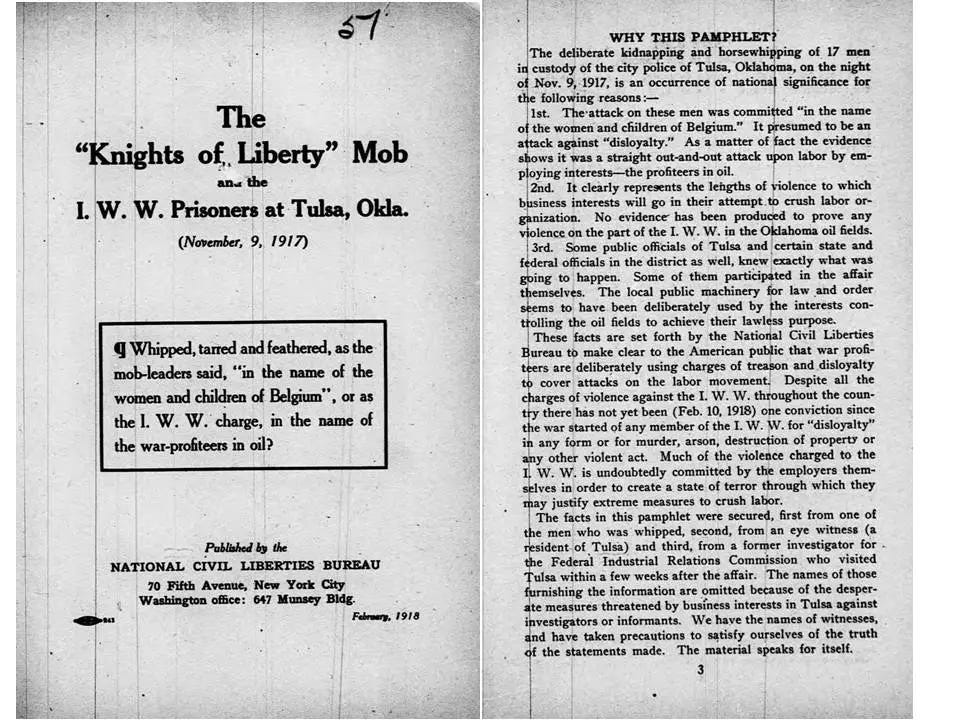 57
The
"Knights of Liberty" Mob
and the
I. W. W. Prisoners at Tulsa, Okla.
(November, 9, 1917)
¶ Whipped, tarred and feathered, as the
mob-leaders said, "in the name of the
women and children of Belgium", or as
the I. W. W. charge, in the name of
the war-profiteers in oil?
Published by the
NATIONAL CIVIL LIBERTIES BUREAU
70 Fifth Avenue, New York City
Washington office: 647 Munsey Bldg.
February, 1918
WHY THIS PAMPHLET?
The deliberate kidnapping and horsewhipping of 17 men
in custody of the city police of Tulsa, Oklahoma, on the night
of Nov. 9, 1917, is an occurrence of national significance for
the following reasons:—
1st. The attack on these men was committed "in the name
of the women and chiildren of Belgium." It presumed to be an
attack against "disloyalty." As a matter of fact the evidence
shows it was a straight out-and-out attack upon labor by em-
ploying interests—the profiteers in oil.
2nd. It clearly represents the lengths of violence to which
business interests will go in their attempt to crush labor or-
ganization. No evidence has been produced to prove any
violence on the part of the I. W. W. in the Oklahoma oil fields.
3rd. Some public officials of Tulsa and certain state and
federal officials in the district as well, knew exactly what was
going to happen. Some of them participated in the affair
themselves. The local public machinery for law and order
seems to have been deliberately used by the interests con-
trolling the oil fields to achieve their lawless purpose.
These facts are set forth by the National Civil Liberties
Bureau to make clear to the American public that war profi-
teers are deliberately using charges of treason and disloyalty
to cover attacks on the labor movement. Despite all the
charges of violence against the I. W. W. throughout the coun-
try there has not yet been (Feb. 10, 1918) one conviction since
the war started of any member of the I. W. W. for "disloyalty"
in any form or for murder, arson, destruction of property or
any other violent act. Much of the violence charged to the
I. W. W. is undoubtedly committed by the employers them-
selves in order to create a state of terror through which they
may justify extreme measures to crush labor.
The facts in this pamphlet were secured, first from one of
the men who was whipped, second, from an eye witness (a
resident of Tulsa) and third, from a former investigator for
the Federal Industrial Relations Commission who visited
Tulsa within a few weeks after the affair. The names of those
furnishing the information are omitted because of the desper-
ate measures threatened by business interests in Tulsa against
investigators or informants. We have the names of witnesses,
and have taken precautions to satisfy ourselves of the truth
of the statements made. The material speaks for itself.
3